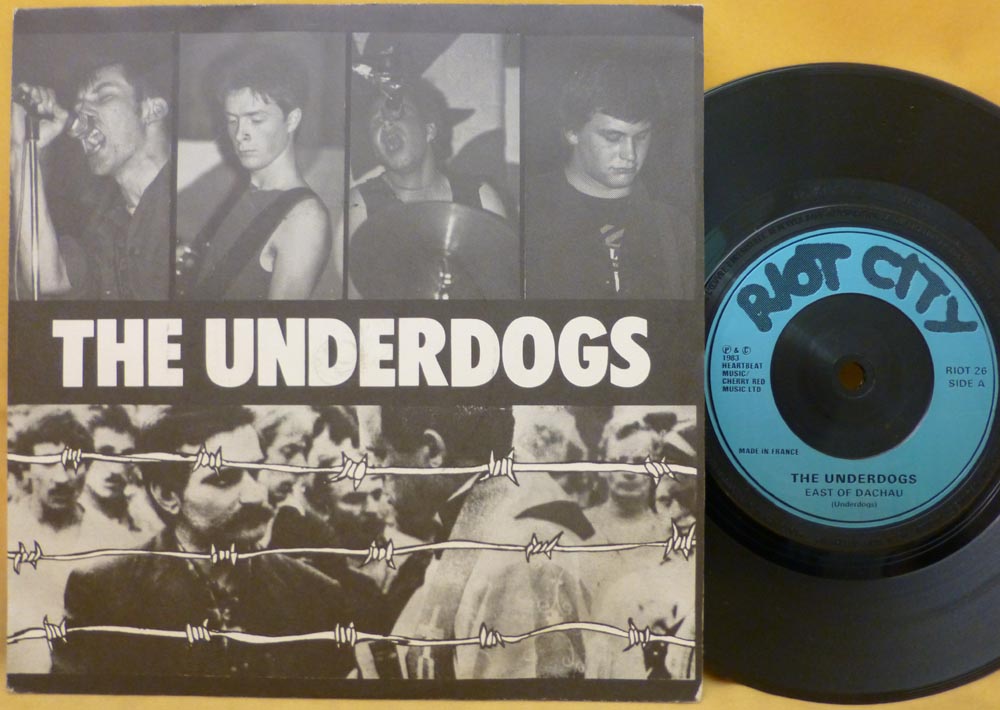 THE UNDERDOGS
RIOT CITY
℗ & ©
1983
HEARTBEAT
MUSIC/
CHERRY RED
MUSIC LTD
RIOT 26
SIDE A
MADE IN FRANCE
THE UNDERDOGS
EAST OF DACHAU
(Underdogs)